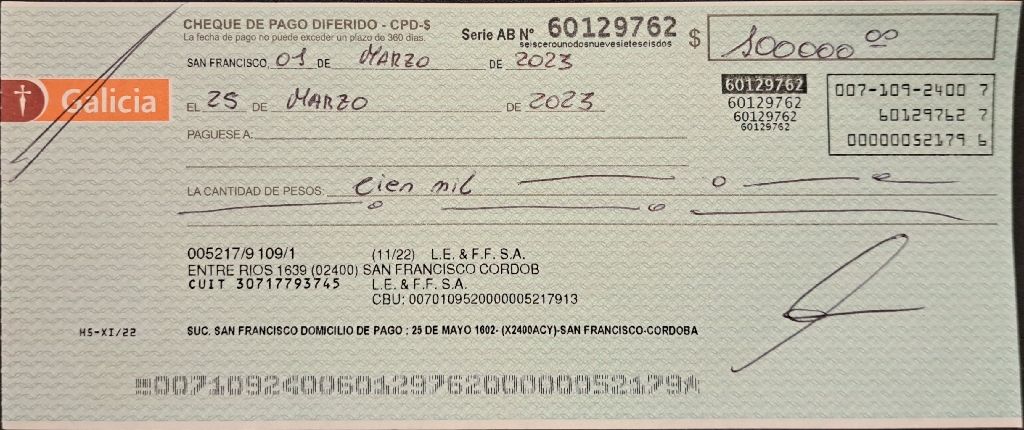 CHEQUE DE PAGO DIFERIDO - CPD-$
La fecha de pago no puede exceder un plazo de 360 días.
Serie AB N° 60129762
seiscerounodosnuevesieteseisdos
$ 100000 00
SAN FRANCISCO, 01 DE MARZO DE 2023
Galicia
EL 25 DE MARZO DE 2023
60129762
60129762
60129762
60129762
007-109-2400 7
60129762 7
00000052179 6
PAGUESE A:
LA CANTIDAD DE PESOS: cien mil
005217/9 109/1 (11/22) L.E. & F.F. S.A.
ENTRE RIOS 1639 (02400) SAN FRANCISCO CORDOB
CUIT 30717793745 L.E. & F.F. S.A.
CBU: 0070109520000005217913
HS-XI/22
SUC. SAN FRANCISCO DOMICILIO DE PAGO : 25 DE MAYO 1602- (X2400ACY)-SAN FRANCISCO-CORDOBA
00710924006012976200000052179